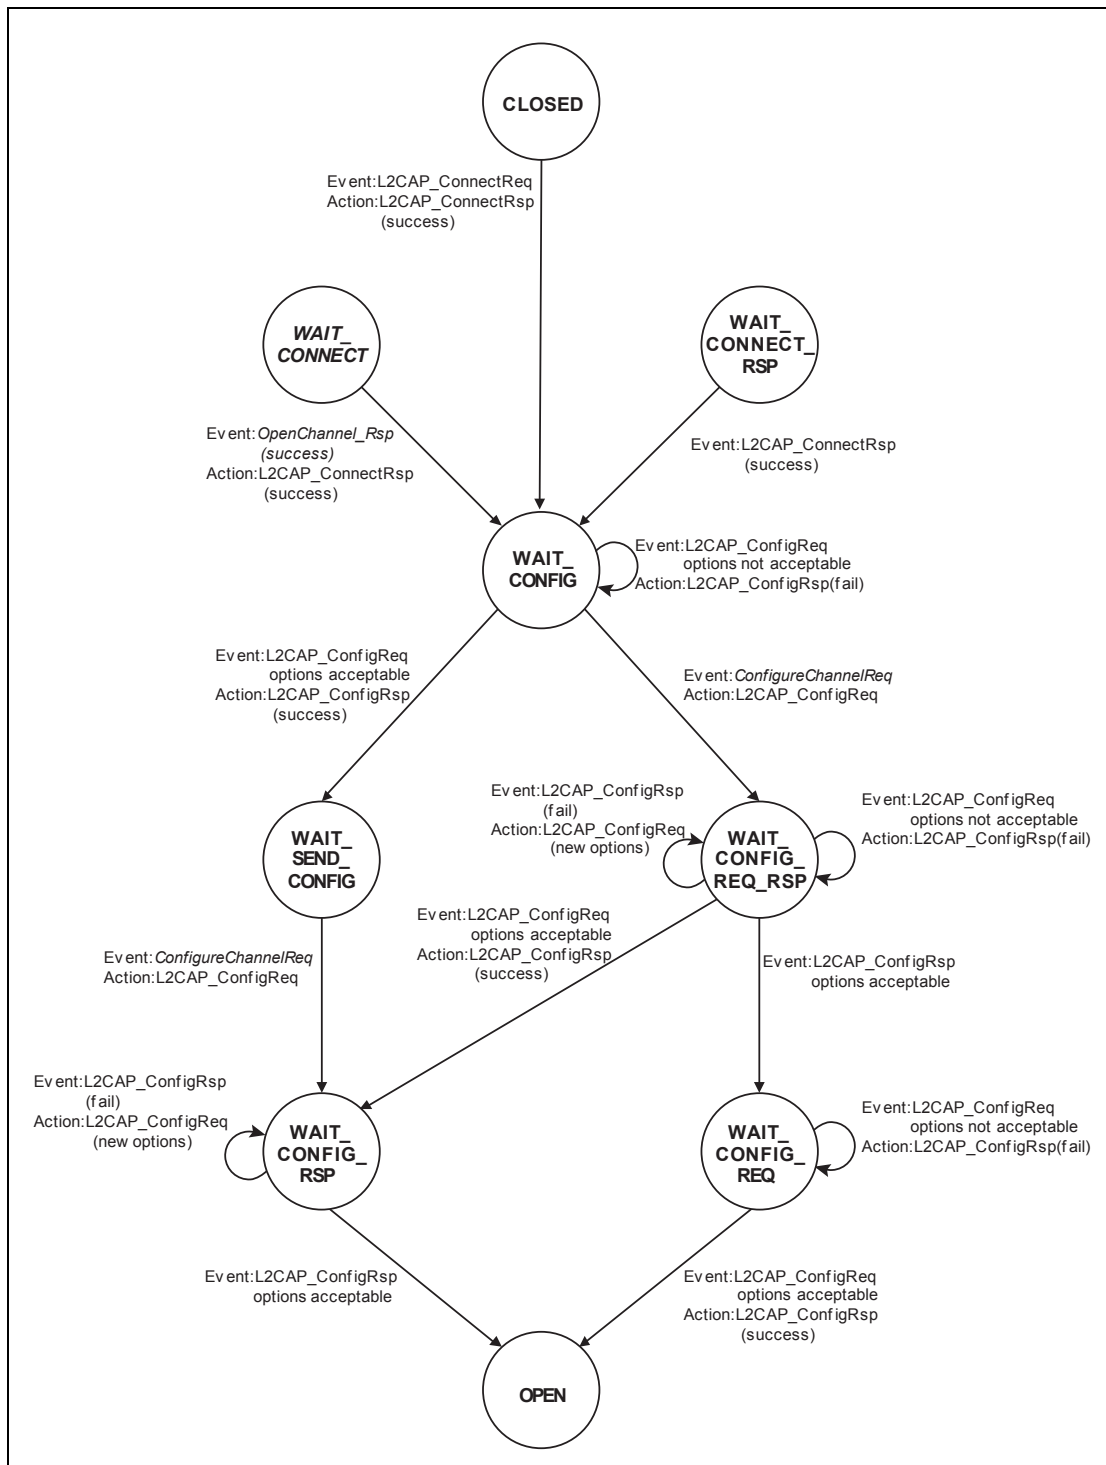 CLOSED
Event:L2CAP_ConnectReq
Action:L2CAP_ConnectRsp
(success)
WAIT_
CONNECT
WAIT_
CONNECT_
RSP
Event:OpenChannel_Rsp
(success)
Action:L2CAP_ConnectRsp
(success)
Event:L2CAP_ConnectRsp
(success)
WAIT_
CONFIG
Event:L2CAP_ConfigReq
options not acceptable
Action:L2CAP_ConfigRsp(fail)
Event:L2CAP_ConfigReq
options acceptable
Action:L2CAP_ConfigRsp
(success)
Event:ConfigureChannelReq
Action:L2CAP_ConfigReq
WAIT_
SEND_
CONFIG
Event:L2CAP_ConfigRsp
(fail)
Action:L2CAP_ConfigReq
(new options)
WAIT_
CONFIG_
REQ_RSP
Event:L2CAP_ConfigReq
options not acceptable
Action:L2CAP_ConfigRsp(fail)
Event:ConfigureChannelReq
Action:L2CAP_ConfigReq
Event:L2CAP_ConfigReq
options acceptable
Action:L2CAP_ConfigRsp
(success)
Event:L2CAP_ConfigRsp
options acceptable
Event:L2CAP_ConfigRsp
(fail)
Action:L2CAP_ConfigReq
(new options)
WAIT_
CONFIG_
RSP
WAIT_
CONFIG_
REQ
Event:L2CAP_ConfigReq
options not acceptable
Action:L2CAP_ConfigRsp(fail)
Event:L2CAP_ConfigRsp
options acceptable
Event:L2CAP_ConfigReq
options acceptable
Action:L2CAP_ConfigRsp
(success)
OPEN